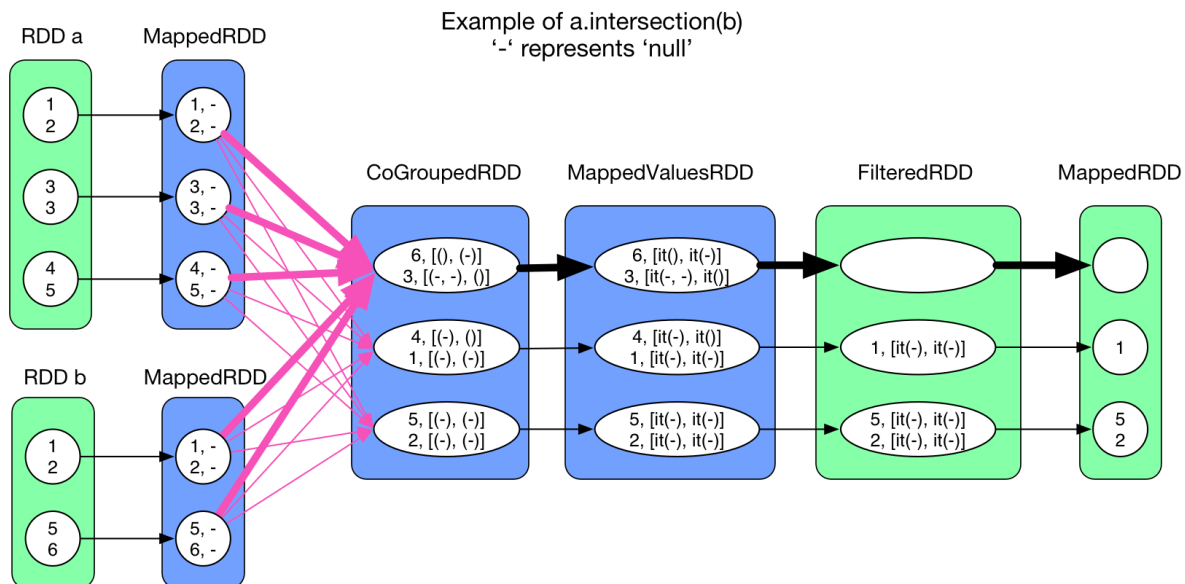 Example of a.intersection(b)
‘-‘ represents ‘null’
RDD a
MappedRDD
1
2
1, -
2, -
3
3
3, -
3, -
4
5
4, -
5, -
RDD b
MappedRDD
1
2
1, -
2, -
5
6
5, -
6, -
CoGroupedRDD
6, [(), (-)]
3, [(-, -), ()]
4, [(-), ()]
1, [(-), (-)]
5, [(-), (-)]
2, [(-), (-)]
MappedValuesRDD
6, [it(), it(-)]
3, [it(-, -), it()]
4, [it(-), it()]
1, [it(-), it(-)]
5, [it(-), it(-)]
2, [it(-), it(-)]
FilteredRDD
1, [it(-), it(-)]
5, [it(-), it(-)]
2, [it(-), it(-)]
MappedRDD
1
5
2